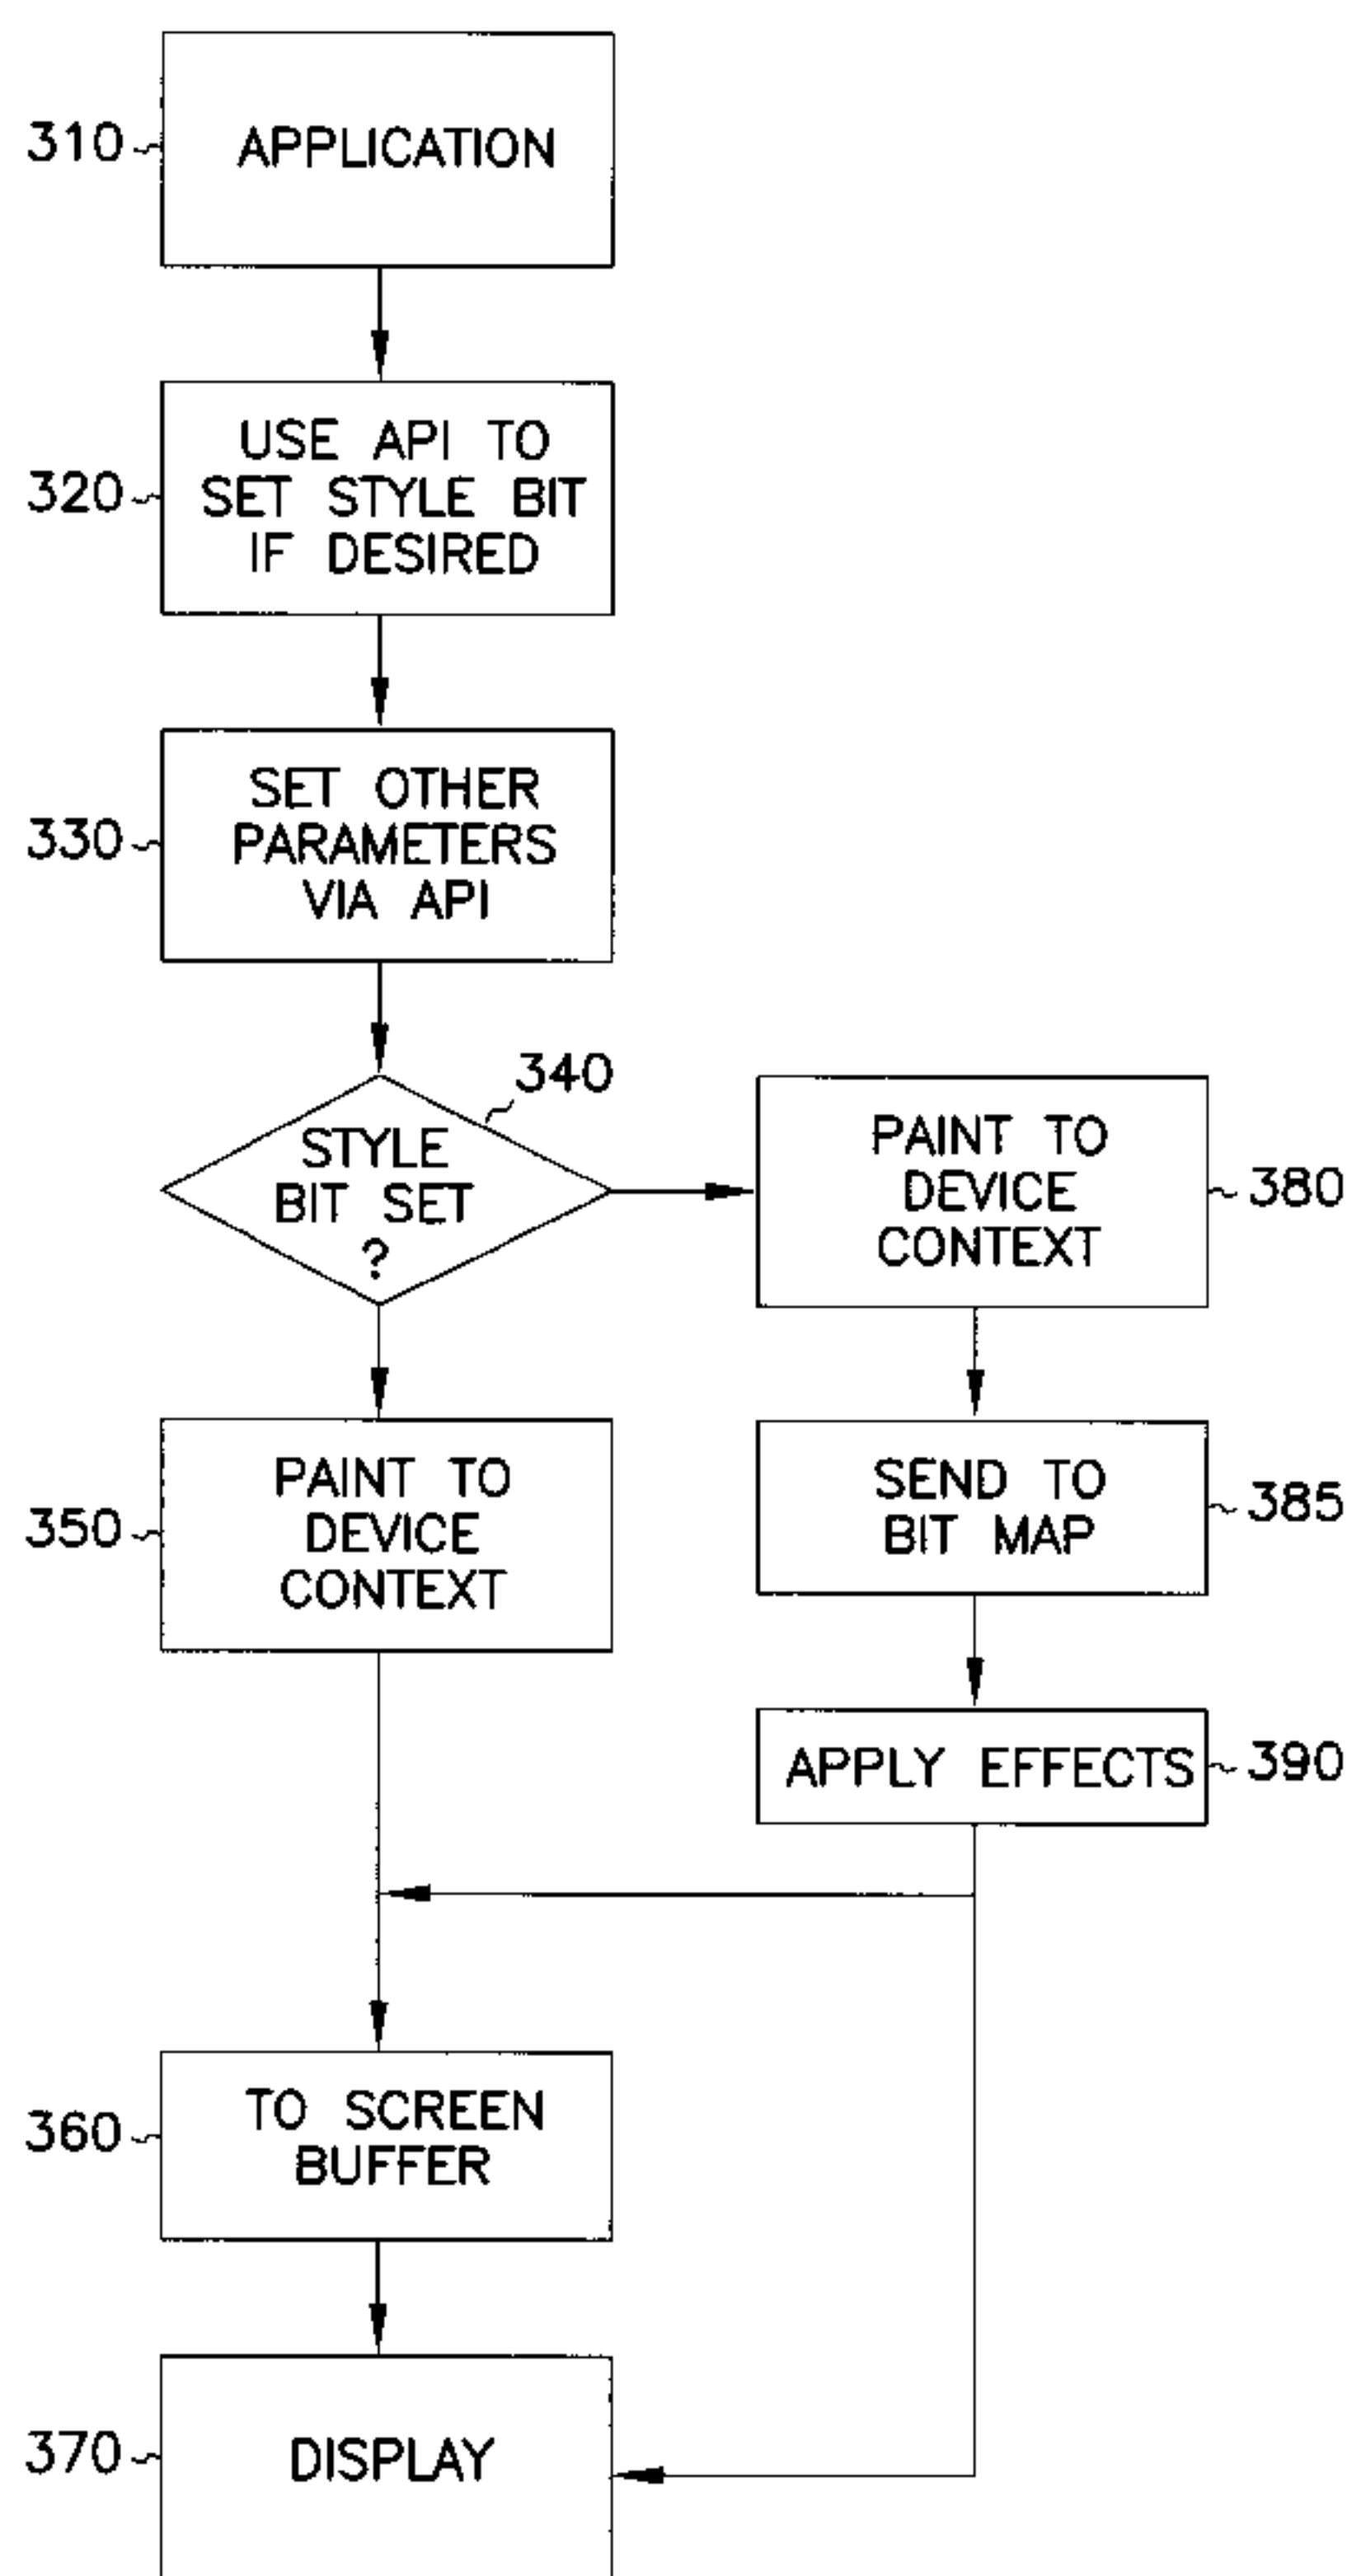 310
APPLICATION
320
USE API TO
SET STYLE BIT
IF DESIRED
330
SET OTHER
PARAMETERS
VIA API
340
STYLE
BIT SET
?
PAINT TO
DEVICE
CONTEXT
380
350
PAINT TO
DEVICE
CONTEXT
SEND TO
BIT MAP
385
APPLY EFFECTS
390
360
TO SCREEN
BUFFER
370
DISPLAY